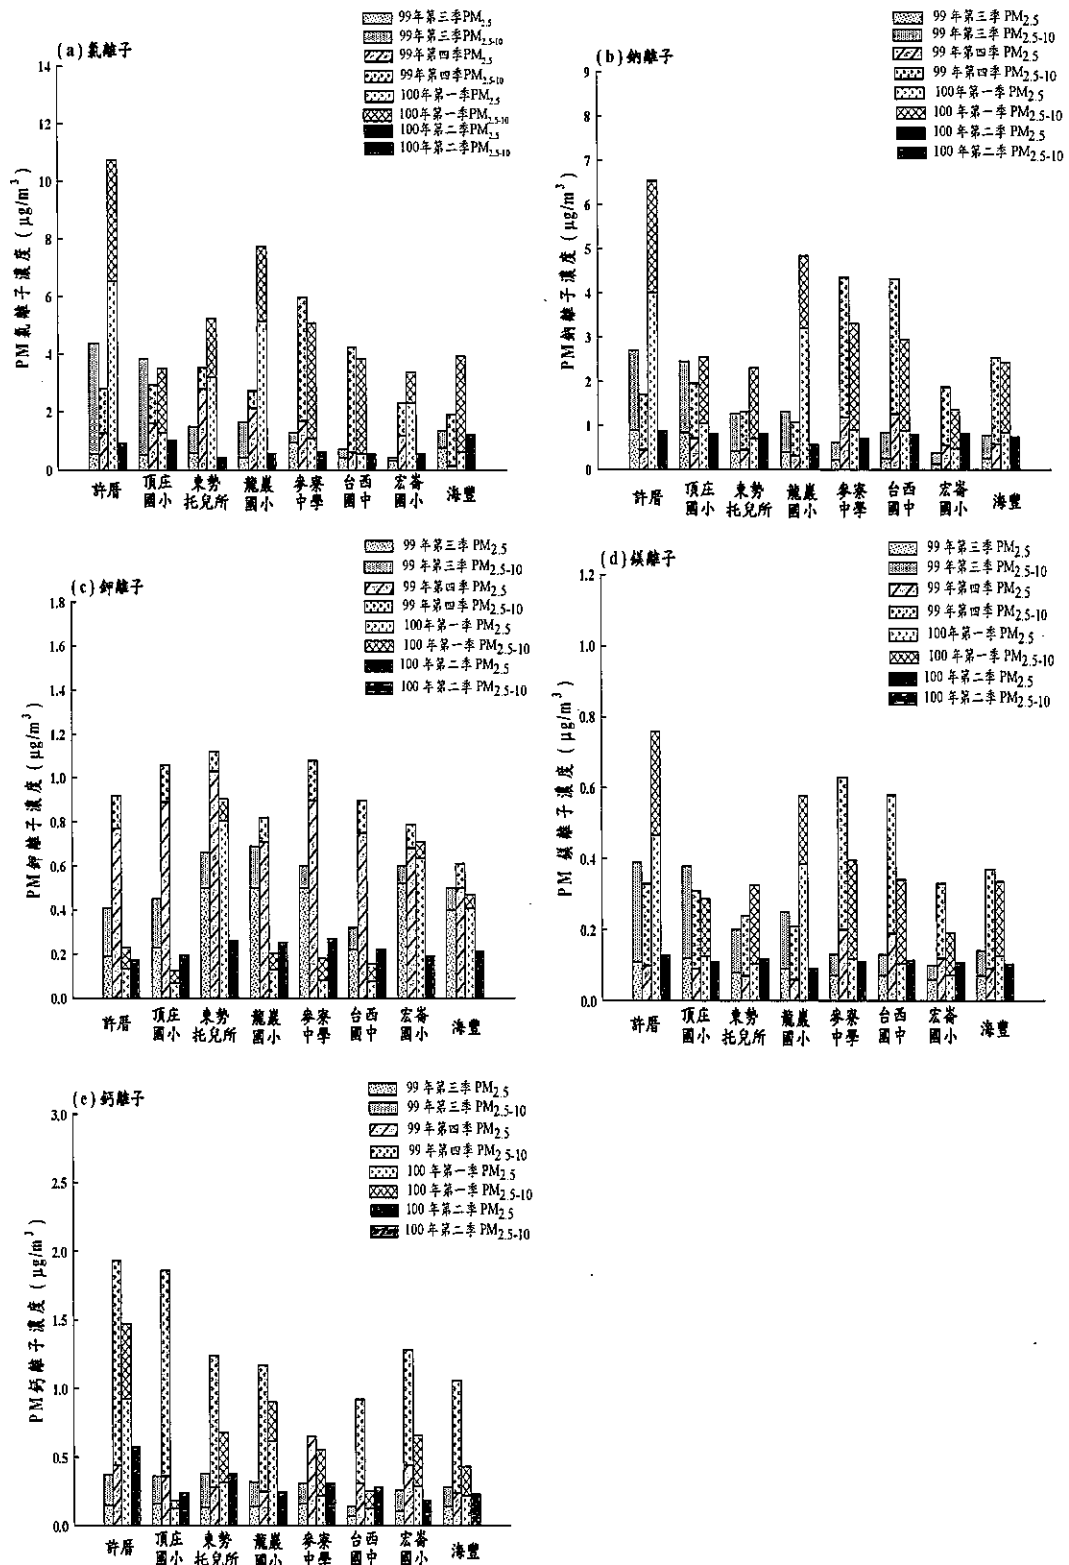 (a)氯離子
99年第三季PM2.5
99年第三季PM2.5-10
99年第四季PM2.5
99年第四季PM2.5-10
100年第一季PM2.5
100年第一季PM2.5-10
100年第二季PM2.5
100年第二季PM2.5-10
PM氯離子濃度(μg/m³)
14
12
10
8
6
4
2
0
許厝 頂庄國小 東勢托兒所 龍巖國小 麥寮中學 台西國中 宏崙國小 海豐
(b)鈉離子
99年第三季PM2.5
99年第三季PM2.5-10
99年第四季PM2.5
99年第四季PM2.5-10
100年第一季PM2.5
100年第一季PM2.5-10
100年第二季PM2.5
100年第二季PM2.5-10
PM鈉離子濃度(μg/m³)
9
8
7
6
5
4
3
2
1
0
許厝 頂庄國小 東勢托兒所 龍巖國小 麥寮中學 台西國中 宏崙國小 海豐
(c)鉀離子
99年第三季PM2.5
99年第三季PM2.5-10
99年第四季PM2.5
99年第四季PM2.5-10
100年第一季PM2.5
100年第一季PM2.5-10
100年第二季PM2.5
100年第二季PM2.5-10
PM鉀離子濃度(μg/m³)
1.8
1.6
1.4
1.2
1.0
0.8
0.6
0.4
0.2
0.0
許厝 頂庄國小 東勢托兒所 龍巖國小 麥寮中學 台西國中 宏崙國小 海豐
(d)鎂離子
99年第三季PM2.5
99年第三季PM2.5-10
99年第四季PM2.5
99年第四季PM2.5-10
100年第一季PM2.5
100年第一季PM2.5-10
100年第二季PM2.5
100年第二季PM2.5-10
PM鎂離子濃度(μg/m³)
1.2
1.0
0.8
0.6
0.4
0.2
0.0
許厝 頂庄國小 東勢托兒所 龍巖國小 麥寮中學 台西國中 宏崙國小 海豐
(e)鈣離子
99年第三季PM2.5
99年第三季PM2.5-10
99年第四季PM2.5
99年第四季PM2.5-10
100年第一季PM2.5
100年第一季PM2.5-10
100年第二季PM2.5
100年第二季PM2.5-10
PM鈣離子濃度(μg/m³)
3.0
2.5
2.0
1.5
1.0
0.5
0.0
許厝 頂庄國小 東勢托兒所 龍巖國小 麥寮中學 台西國中 宏崙國小 海豐